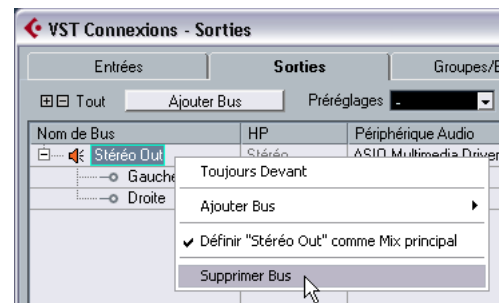 VST Connexions - Sorties
Entrées Sorties Groupes/E
Tout Ajouter Bus Préréglages -
Nom de Bus HP Périphérique Audio
Stéréo Out Stéréo ASIO Multimedia Driver
Gauche
Droite
Toujours Devant
Ajouter Bus
Définir "Stéréo Out" comme Mix principal
Supprimer Bus